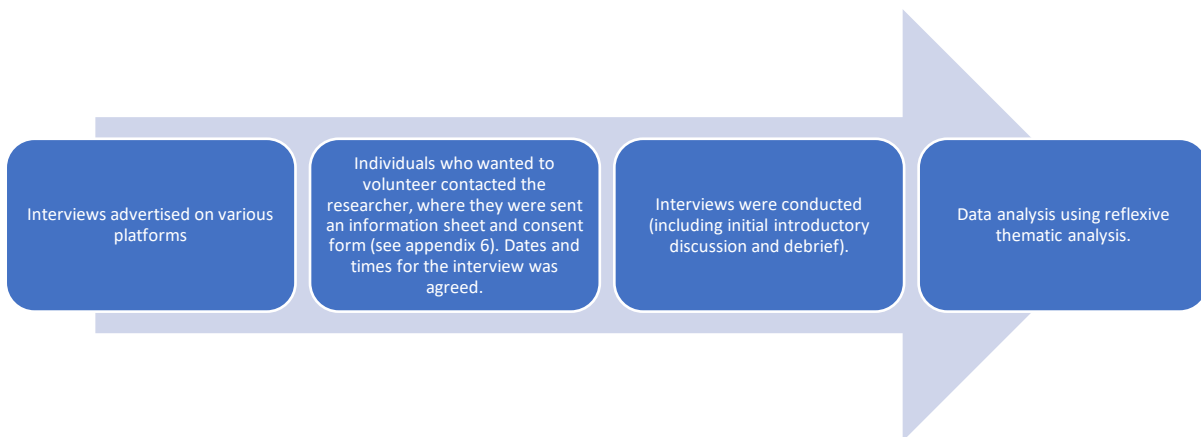 Interviews advertised on various
platforms
Individuals who wanted to
volunteer contacted the
researcher, where they were sent
an information sheet and consent
form (see appendix 6). Dates and
times for the interview was
agreed.
Interviews were conducted
(including initial introductory
discussion and debrief).
Data analysis using reflexive
thematic analysis.